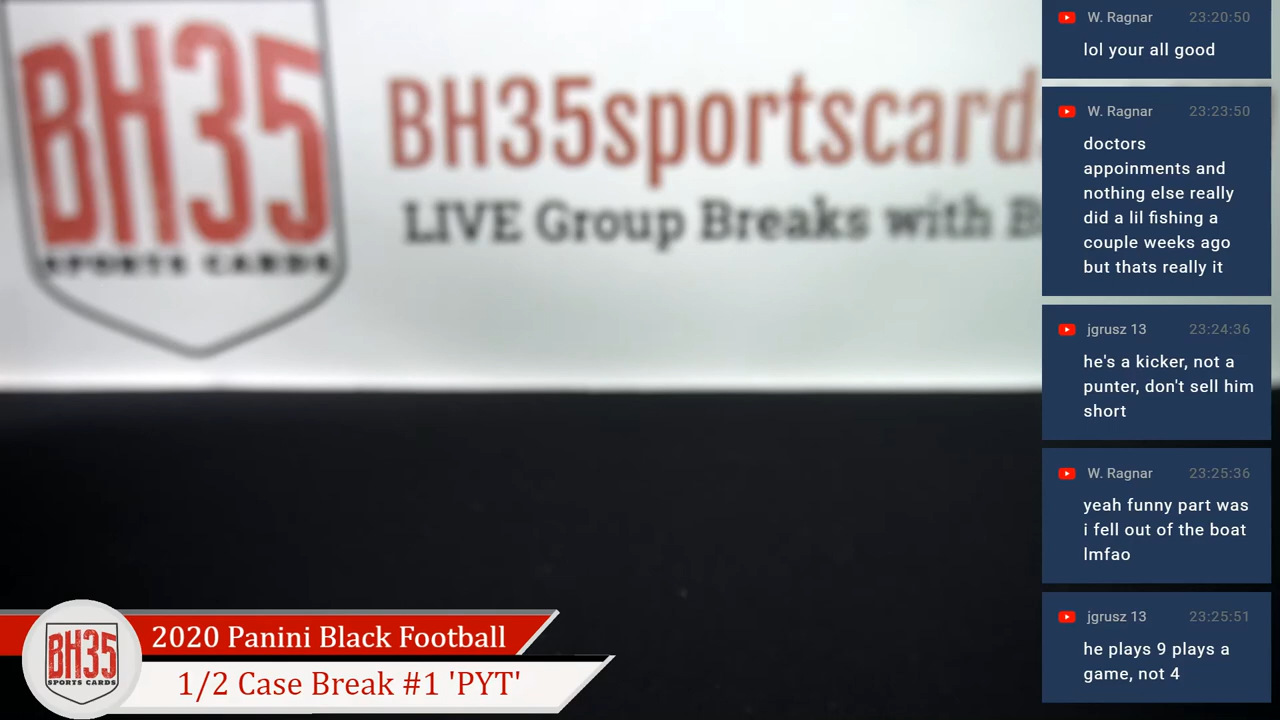 BH35
SPORTS CARDS
BH35sportscard
LIVE Group Breaks with B
W. Ragnar 23:20:50
lol your all good
W. Ragnar 23:23:50
doctors
appoinments and
nothing else really
did a lil fishing a
couple weeks ago
but thats really it
jgrusz 13 23:24:36
he's a kicker, not a
punter, don't sell him
short
W. Ragnar 23:25:36
yeah funny part was
i fell out of the boat
lmfao
jgrusz 13 23:25:51
he plays 9 plays a
game, not 4
BH35
SPORTS CARDS
2020 Panini Black Football
1/2 Case Break #1 'PYT'